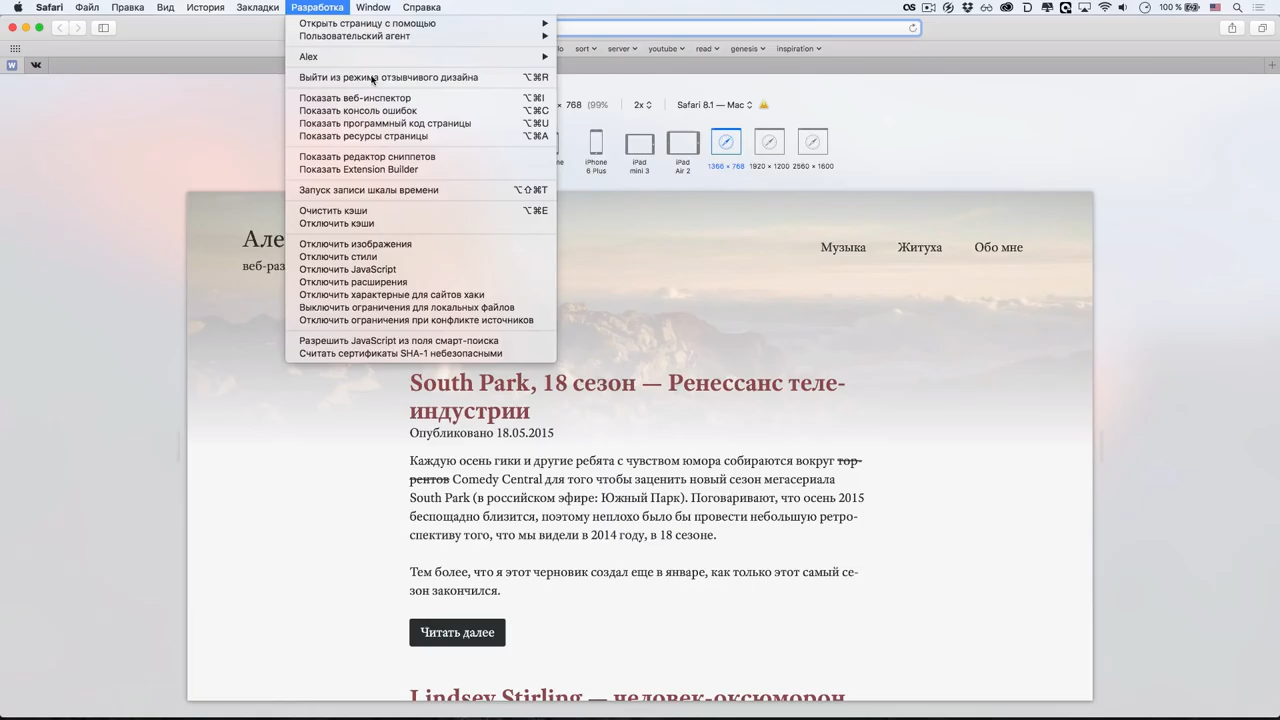 Safari Файл Правка Вид История Закладки Разработка Window Справка 100 %
Открыть страницу с помощью
Пользовательский агент
Alex
Выйти из режима отзывчивого дизайна ⌥⌘R
Показать веб-инспектор ⌥⌘I
Показать консоль ошибок ⌥⌘C
Показать программный код страницы ⌥⌘U
Показать ресурсы страницы ⌥⌘A
Показать редактор сниппетов
Показать Extension Builder
Запуск записи шкалы времени ⌥⇧⌘T
Очистить кэши ⌥⌘E
Отключить кэши
Отключить изображения
Отключить стили
Отключить JavaScript
Отключить расширения
Отключить характерные для сайтов хаки
Выключить ограничения для локальных файлов
Отключить ограничения при конфликте источников
Разрешить JavaScript из поля смарт-поиска
Считать сертификаты SHA-1 небезопасными
sort server youtube read genesis inspiration
× 768 (99%) 2x Safari 8.1 — Mac
iPhone
6 Plus
iPad
mini 3
iPad
Air 2
1366 × 768 1920 × 1200 2560 × 1600
Але
веб-раз
Музыка Житуха Обо мне
South Park, 18 сезон — Ренессанс теле-
индустрии
Опубликовано 18.05.2015
Каждую осень гики и другие ребята с чувством юмора собираются вокруг тор-
рентов Comedy Central для того чтобы заценить новый сезон мегасериала
South Park (в российском эфире: Южный Парк). Поговаривают, что осень 2015
беспощадно близится, поэтому неплохо было бы провести небольшую ретро-
спективу того, что мы видели в 2014 году, в 18 сезоне.
Тем более, что я этот черновик создал еще в январе, как только этот самый се-
зон закончился.
Читать далее
Lindsey Stirling — человек-оксюморон